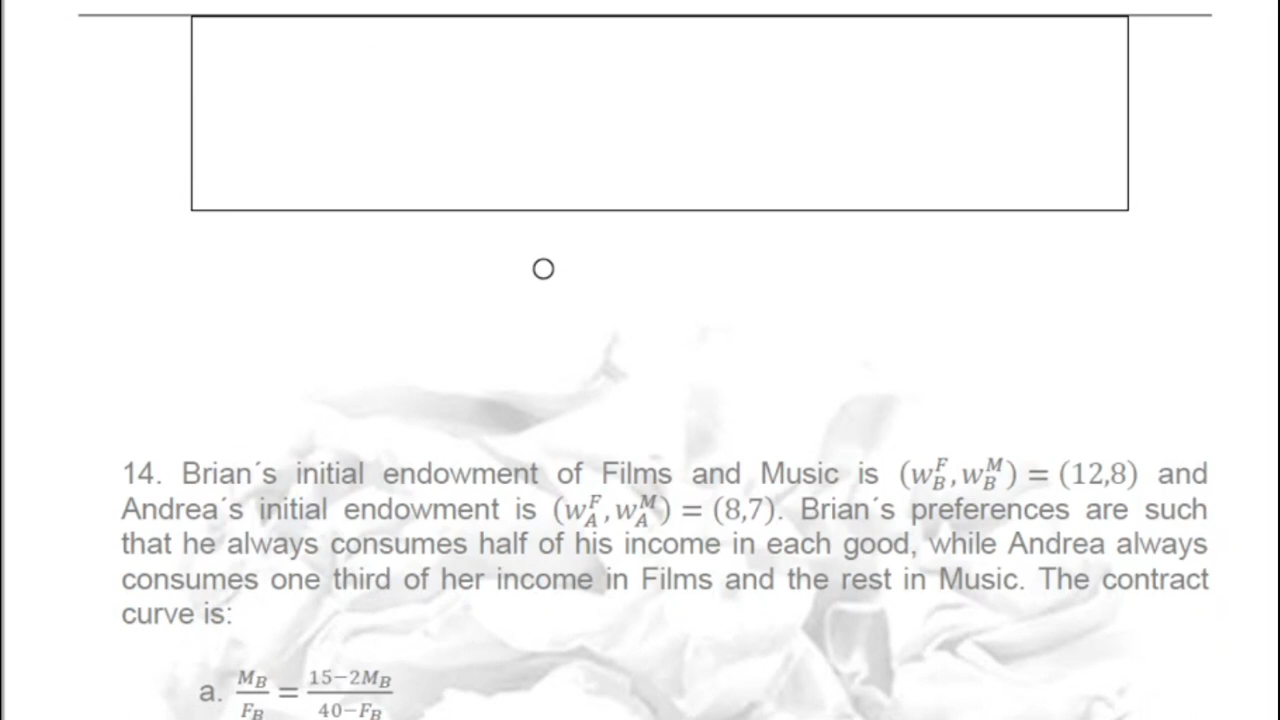 14. Brian´s initial endowment of Films and Music is (w_B^F, w_B^M) = (12,8) and
Andrea´s initial endowment is (w_A^F, w_A^M) = (8,7). Brian´s preferences are such
that he always consumes half of his income in each good, while Andrea always
consumes one third of her income in Films and the rest in Music. The contract
curve is:
a. M_B/F_B = (15−2M_B)/(40−F_B)